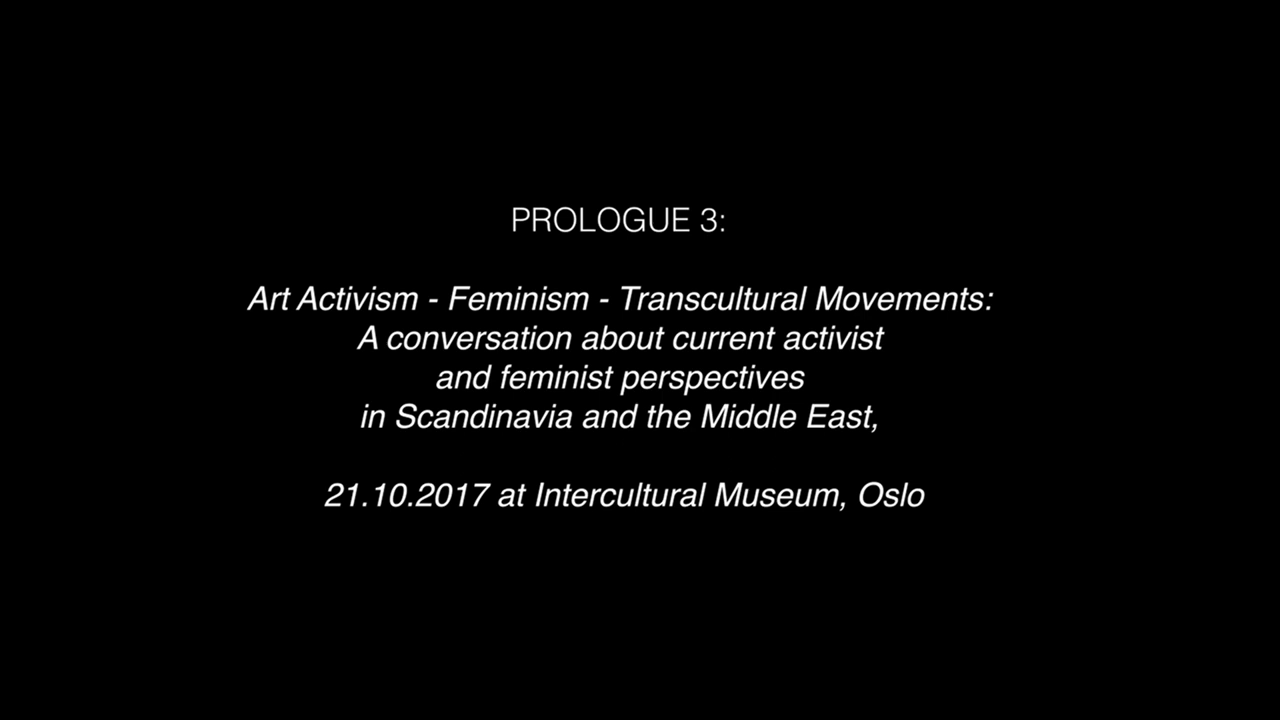 PROLOGUE 3:
Art Activism - Feminism - Transcultural Movements:
A conversation about current activist
and feminist perspectives
in Scandinavia and the Middle East,
21.10.2017 at Intercultural Museum, Oslo